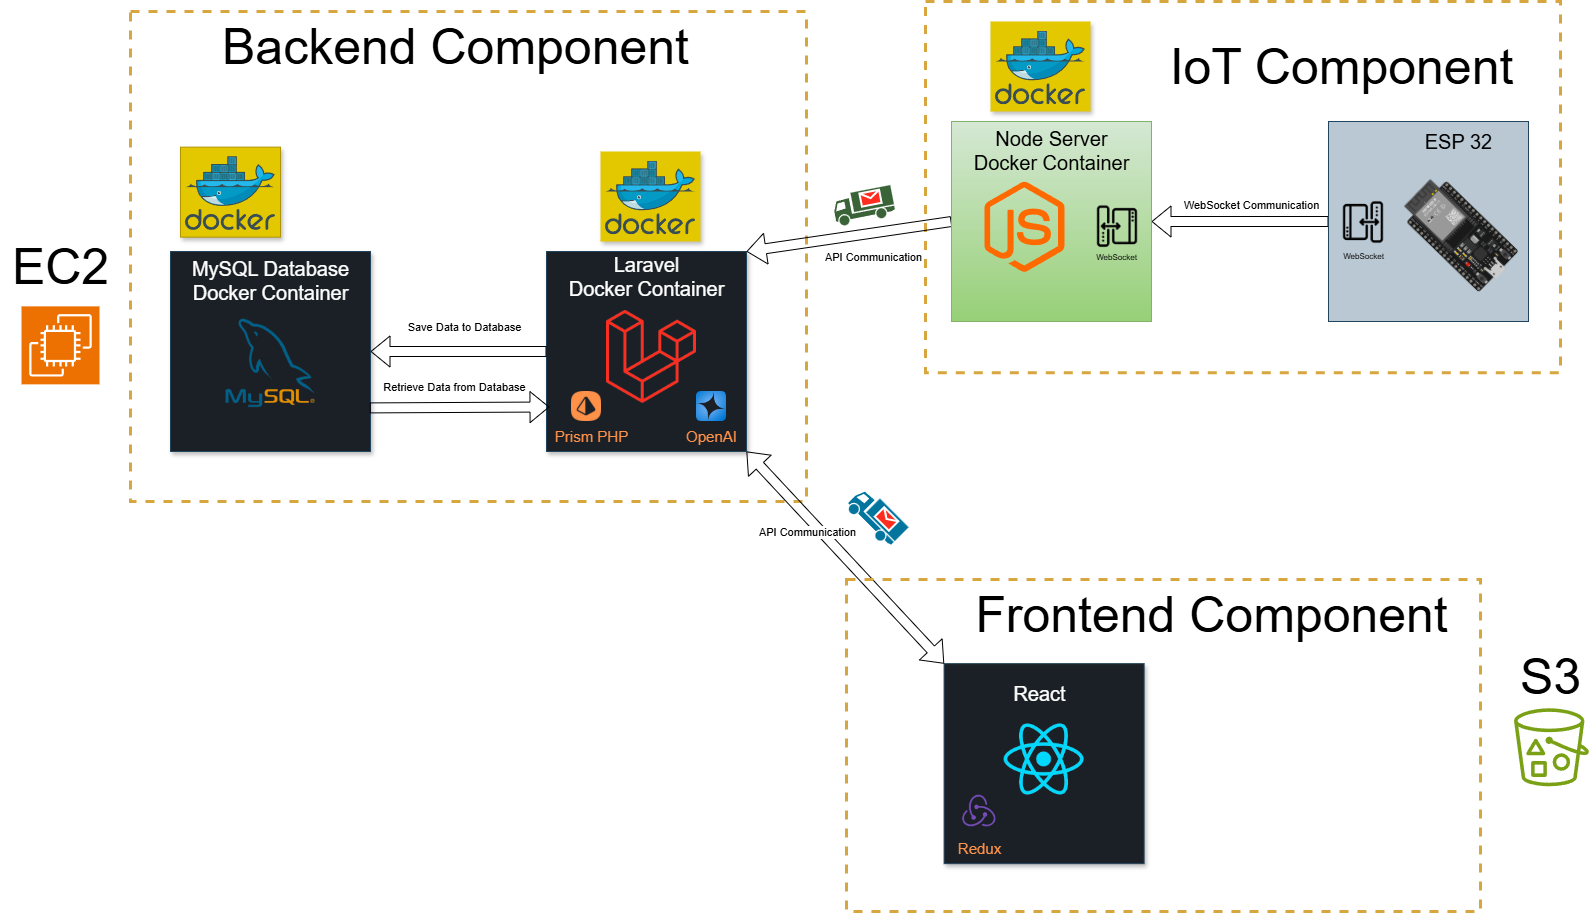 Backend Component
docker
docker
EC2
MySQL Database
Docker Container
MySQL®
Save Data to Database
Retrieve Data from Database
Laravel
Docker Container
Prism PHP
OpenAI
API Communication
IoT Component
docker
Node Server
Docker Container
JS
WebSocket
WebSocket Communication
ESP 32
WebSocket
API Communication
Frontend Component
React
Redux
S3